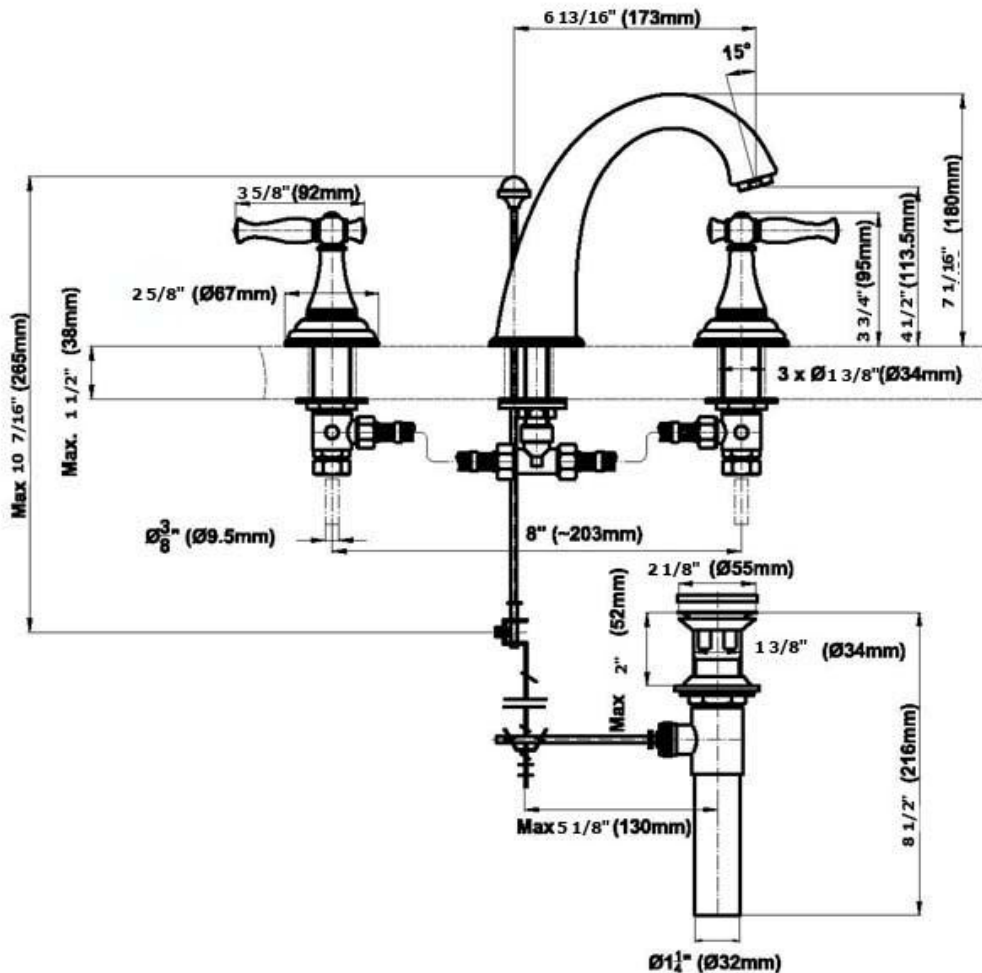 6 13/16" (173mm)
15°
3 5/8" (92mm)
2 5/8" (Ø67mm)
Max 10 7/16" (265mm)
Max. 1 1/2" (38mm)
3 3/4" (95mm)
4 1/2" (113.5mm)
7 1/16" (180mm)
3 x Ø1 3/8" (Ø34mm)
Ø3/8" (Ø9.5mm)
8" (~203mm)
2 1/8" (Ø55mm)
Max 2" (52mm)
1 3/8" (Ø34mm)
8 1/2" (216mm)
Max 5 1/8" (130mm)
Ø1 1/4" (Ø32mm)